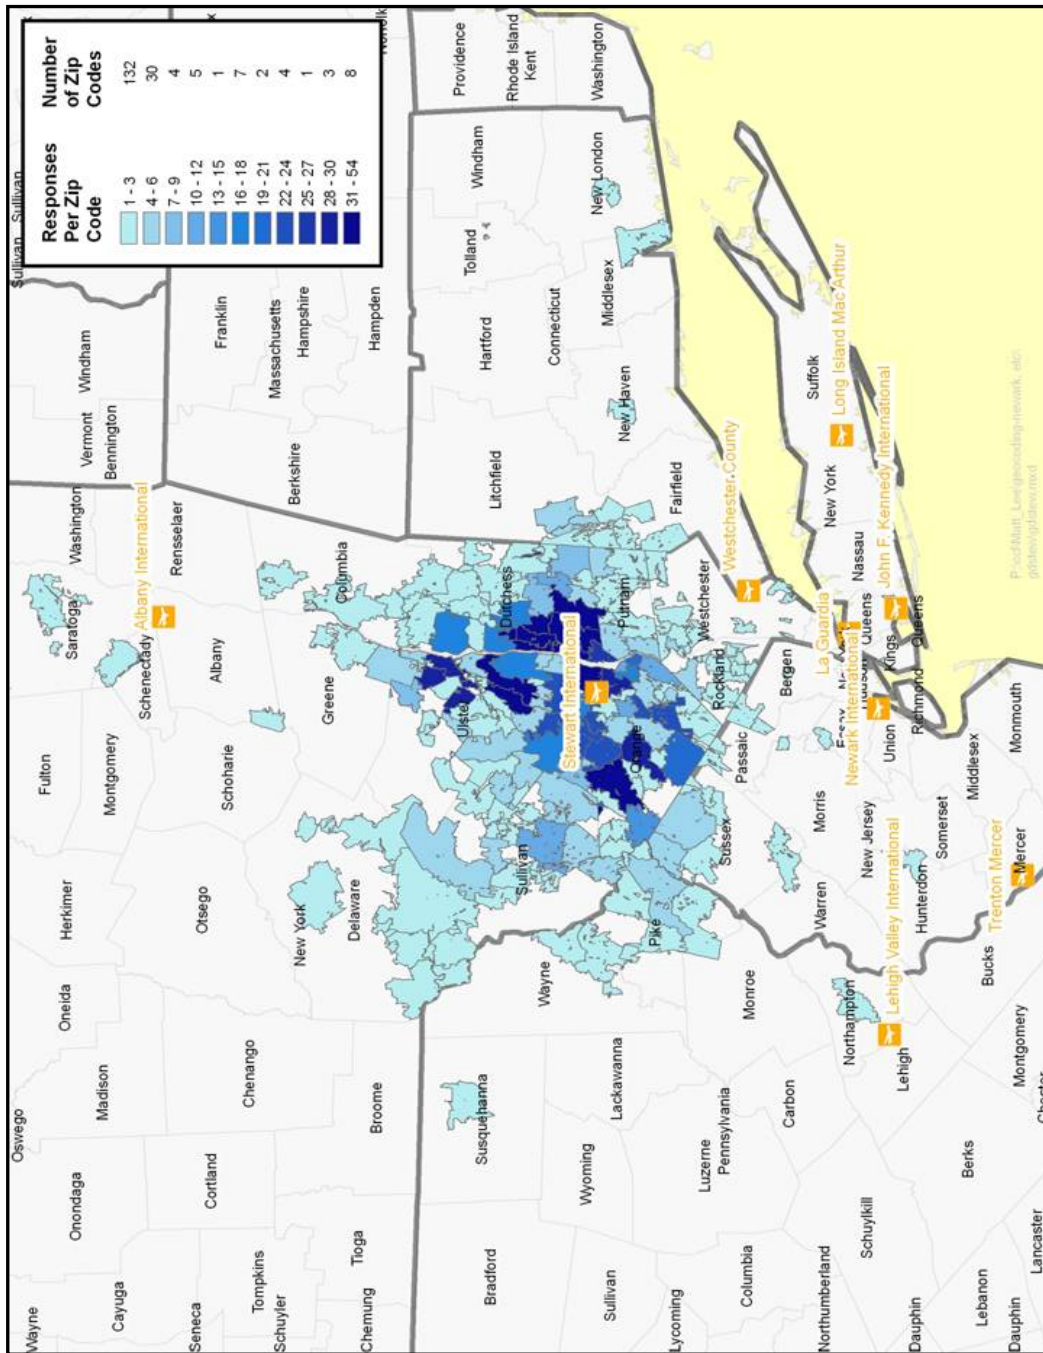 Responses Per Zip Code
Number of Zip Codes
1 - 3 132
4 - 6 30
7 - 9 4
10 - 12 5
13 - 15 1
16 - 18 7
19 - 21 2
22 - 24 4
25 - 27 1
28 - 30 3
31 - 54 8
Wayne
Cayuga
Seneca
Tompkins
Schuyler
Chemung
Onondaga
Oswego
Cortland
Tioga
Madison
Chenango
Broome
Oneida
Herkimer
Otsego
New York
Delaware
Fulton
Montgomery
Schoharie
Saratoga
Schenectady
Albany
Greene
Washington
Albany International
Rensselaer
Columbia
Vermont
Bennington
Windham
Sullivan
Sullivan
Sullivan
Berkshire
Franklin
Massachusetts
Hampshire
Hampden
Providence
Rhode Island
Kent
Washington
Litchfield
Hartford
Tolland
Windham
Connecticut
Middlesex
New London
New Haven
Fairfield
Bradford
Susquehanna
Sullivan
Wyoming
Lackawanna
Wayne
Lycoming
Luzerne
Pennsylvania
Columbia
Carbon
Monroe
Pike
Northumberland
Schuylkill
Northampton
Lehigh
Lehigh Valley International
Dauphin
Lebanon
Dauphin
Berks
Lancaster
Montgomery
Bucks
Sullivan
Ulster
Dutchess
Stewart International
Orange
Putnam
Westchester
Rockland
Westchester County
Sussex
Passaic
Bergen
Warren
Morris
New Jersey
Hunterdon
Somerset
Union
Middlesex
Monmouth
Mercer
Trenton Mercer
Newark International
La Guardia
Richmond
Kings
Queens
Queens
Nassau
New York
Suffolk
John F. Kennedy International
Long Island Mac Arthur